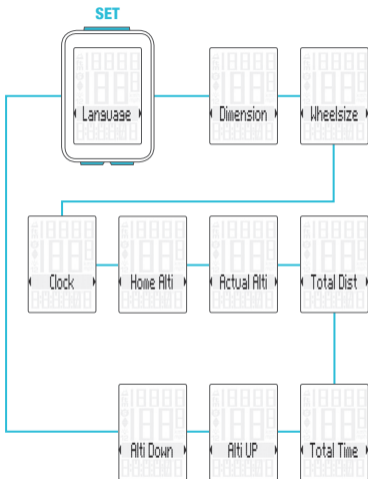 SET
Language
Dimension
Wheelsize
Clock
Home Alti
Actual Alti
Total Dist
Alti Down
Alti UP
Total Time